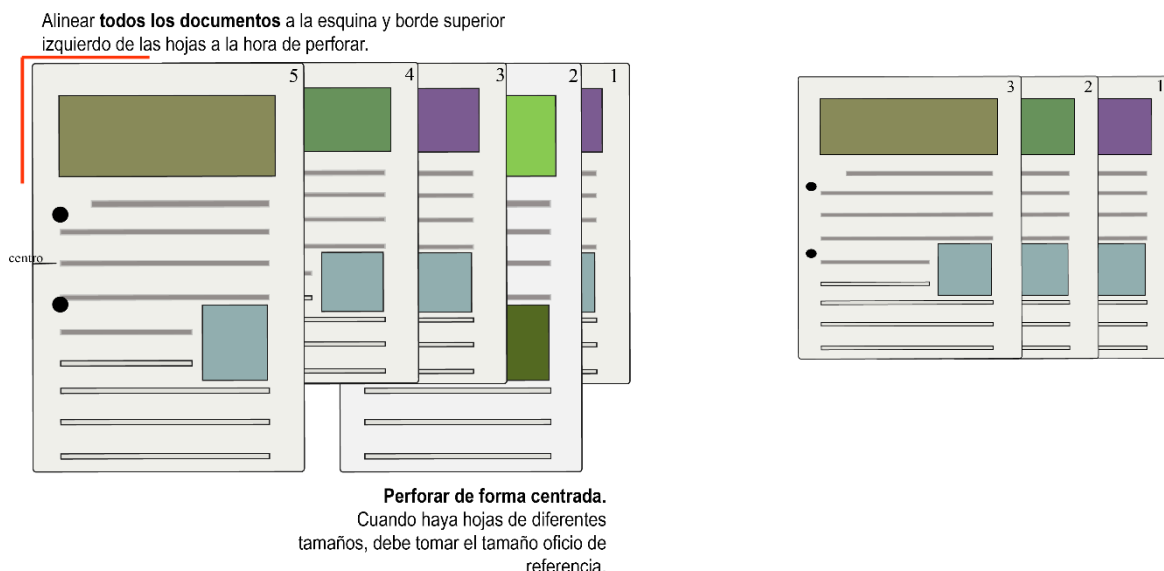 Alinear todos los documentos a la esquina y borde superior
izquierdo de las hojas a la hora de perforar.
5 4 3 2 1
3 2 1
centro
Perforar de forma centrada.
Cuando haya hojas de diferentes
tamaños, debe tomar el tamaño oficio de
referencia.